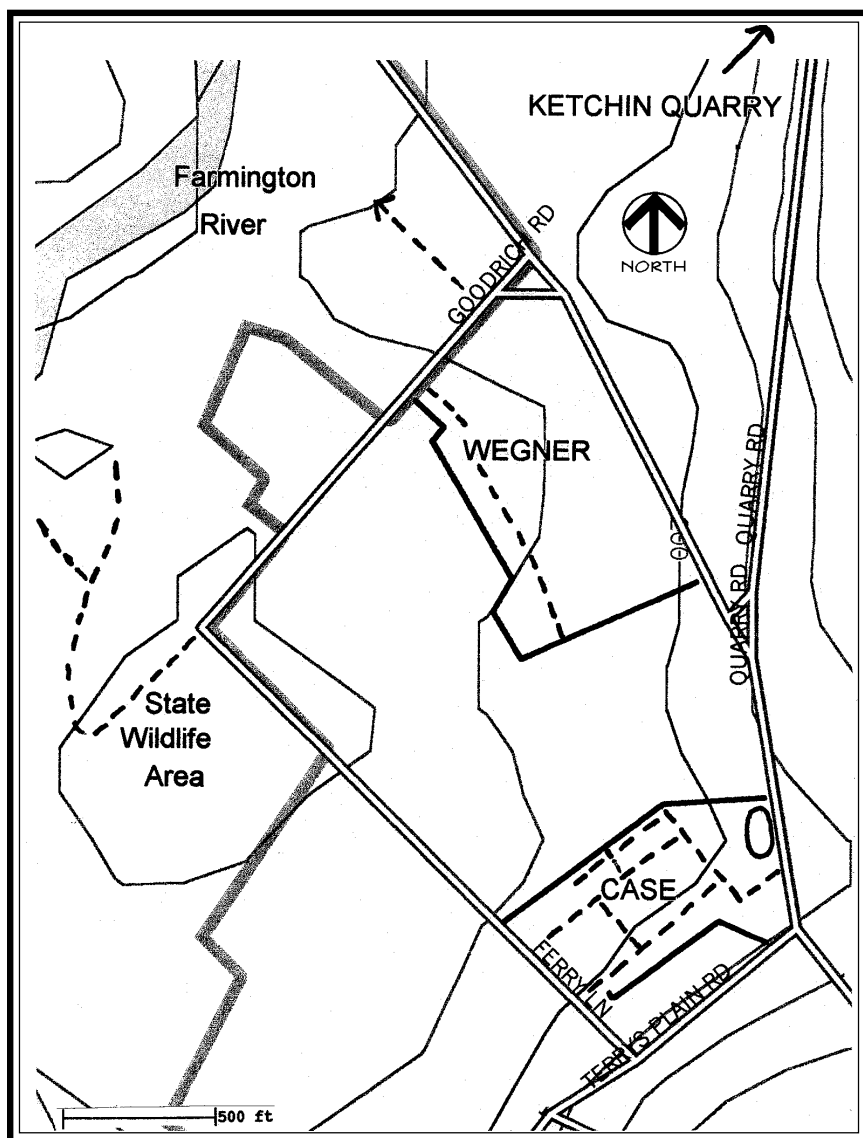 KETCHIN QUARRY
Farmington
River
NORTH
GOODRICH RD
WEGNER
QUARRY RD
QUARRY RD
State
Wildlife
Area
CASE
FERRY LN
TERRYS PLAIN RD
500 ft